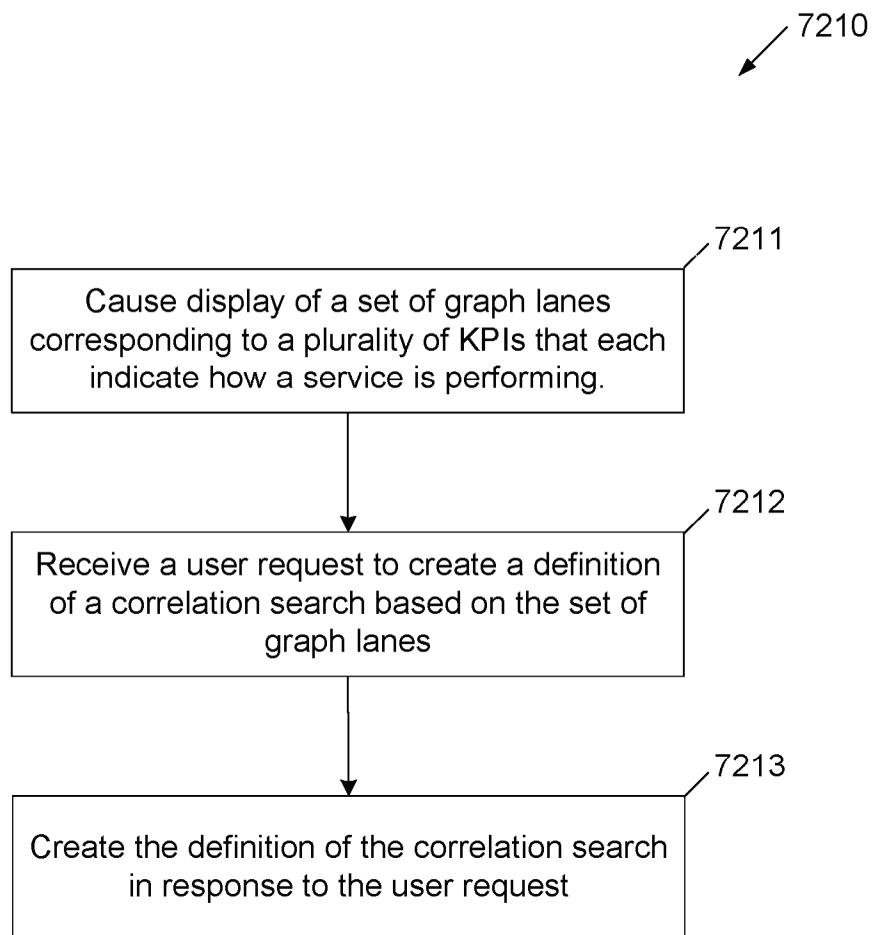 7210
7211
Cause display of a set of graph lanes
corresponding to a plurality of KPIs that each
indicate how a service is performing.
7212
Receive a user request to create a definition
of a correlation search based on the set of
graph lanes
7213
Create the definition of the correlation search
in response to the user request